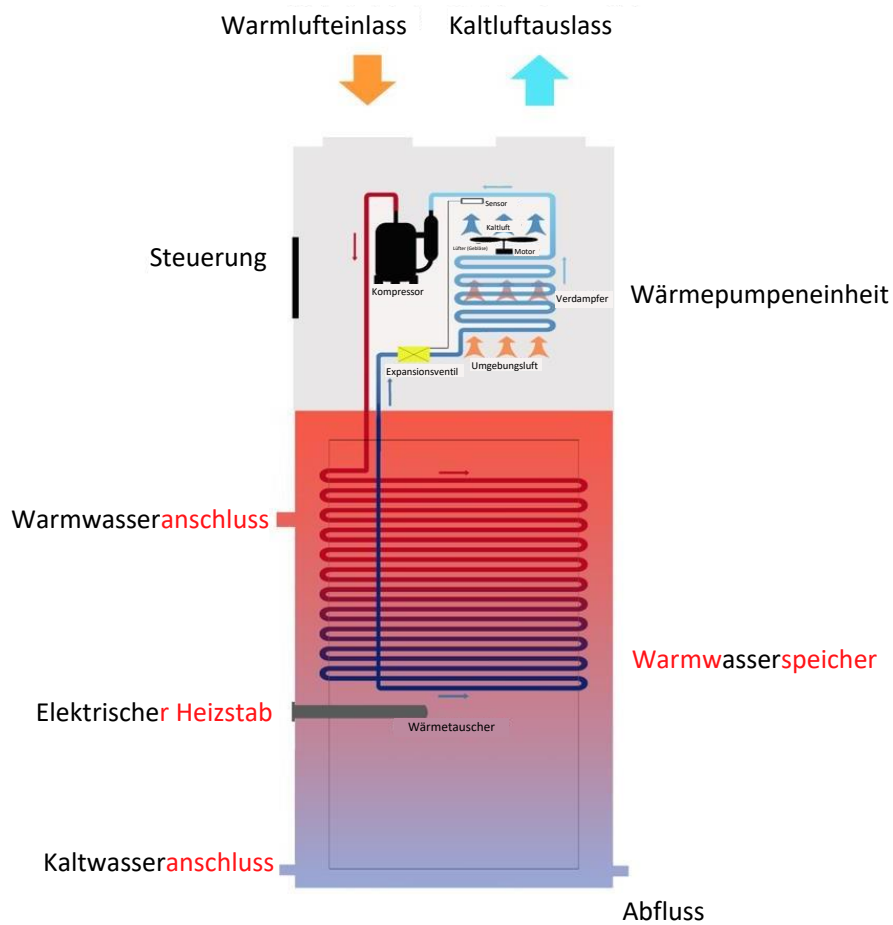 Warmlufteinlass Kaltluftauslass
Sensor
Kaltluft
Lüfter (Gebläse) Motor
Steuerung
Kompressor
Verdampfer
Wärmepumpeneinheit
Expansionsventil
Umgebungsluft
Warmwasseranschluss
Warmwasserspeicher
Elektrischer Heizstab
Wärmetauscher
Kaltwasseranschluss
Abfluss